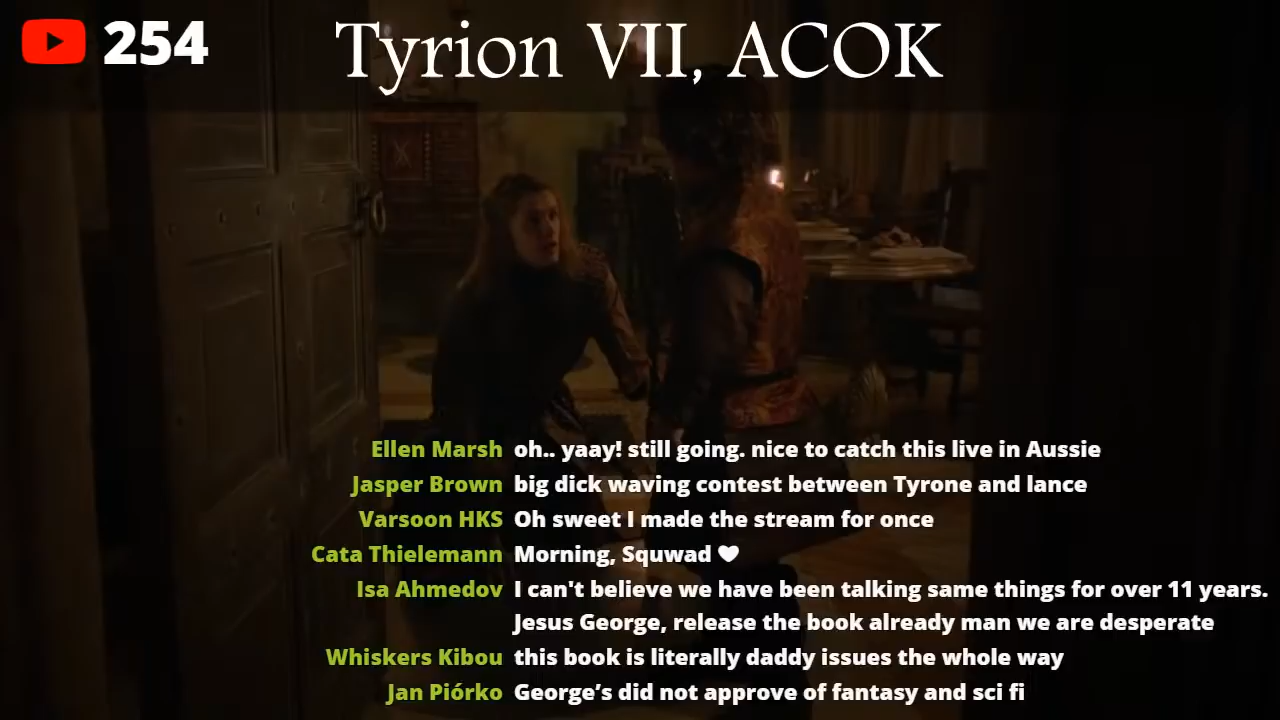 254
Tyrion VII, ACOK
Ellen Marsh oh.. yaay! still going. nice to catch this live in Aussie
Jasper Brown big dick waving contest between Tyrone and lance
Varsoon HKS Oh sweet I made the stream for once
Cata Thielemann Morning, Squwad ♥
Isa Ahmedov I can't believe we have been talking same things for over 11 years.
Jesus George, release the book already man we are desperate
Whiskers Kibou this book is literally daddy issues the whole way
Jan Piórko George’s did not approve of fantasy and sci fi